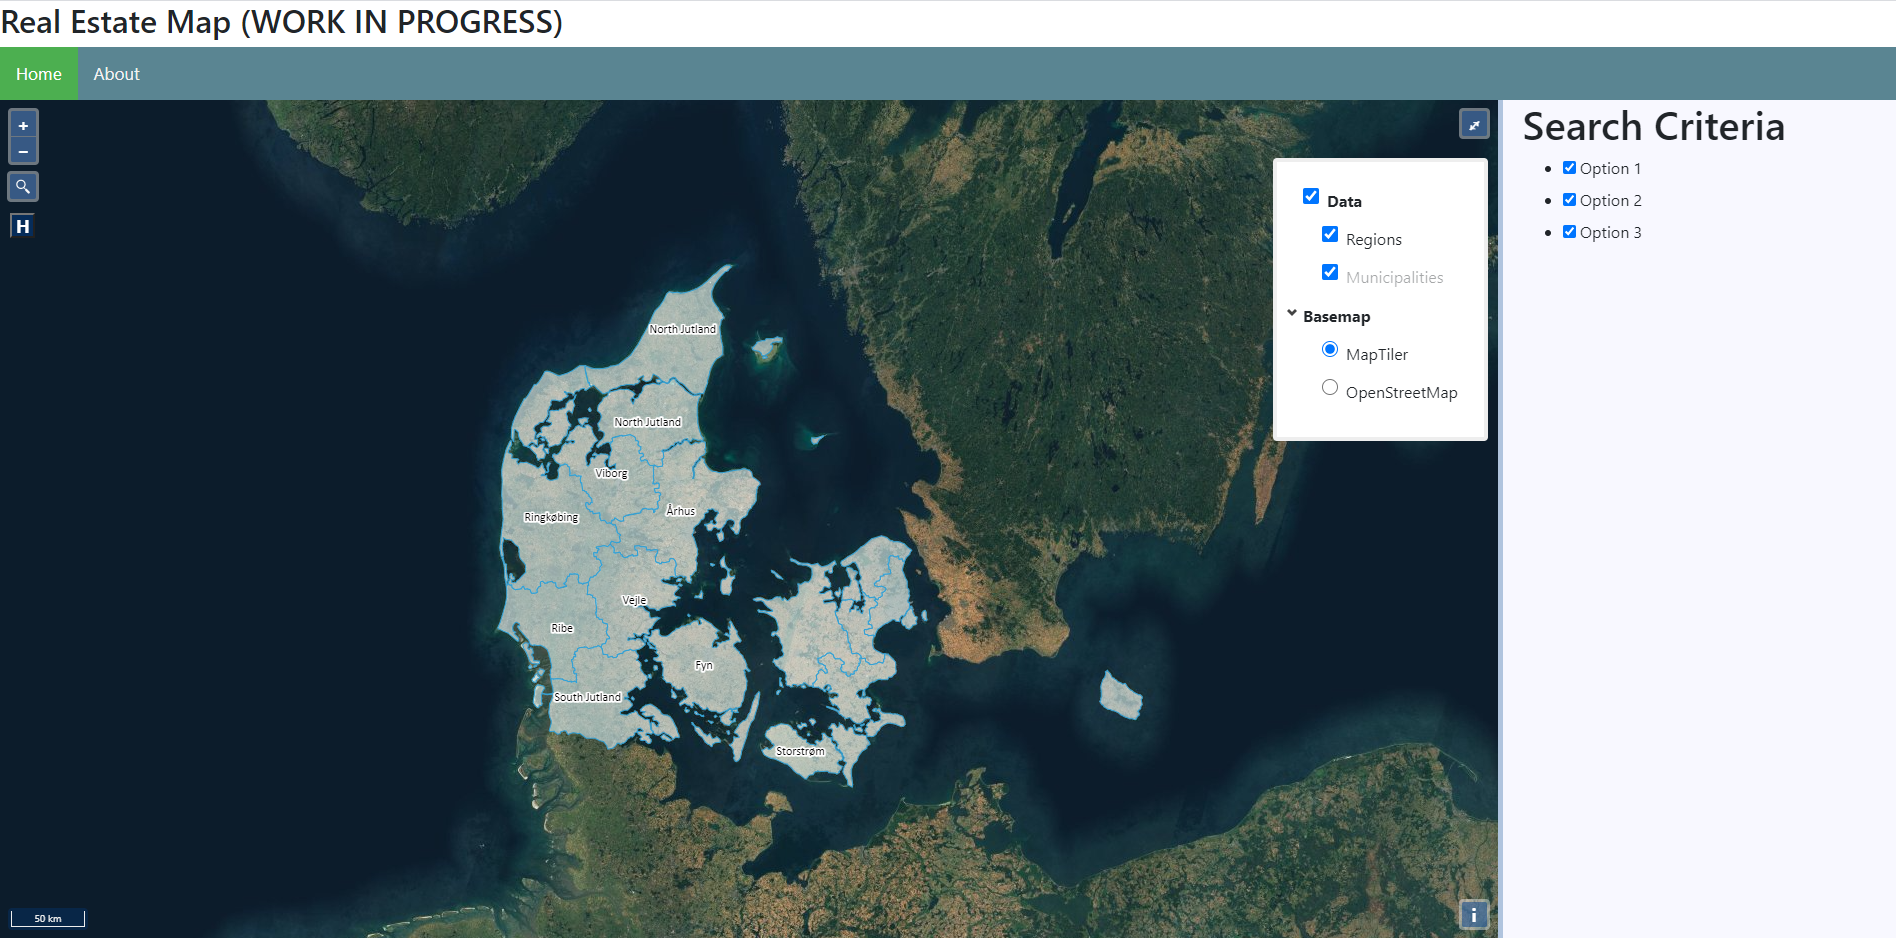 Real Estate Map (WORK IN PROGRESS)
Home About
+
−
H
Data
Regions
Municipalities
Basemap
MapTiler
OpenStreetMap
North Jutland
North Jutland
Viborg
Århus
Ringkøbing
Vejle
Ribe
Fyn
South Jutland
Storstrøm
50 km
i
Search Criteria
Option 1
Option 2
Option 3